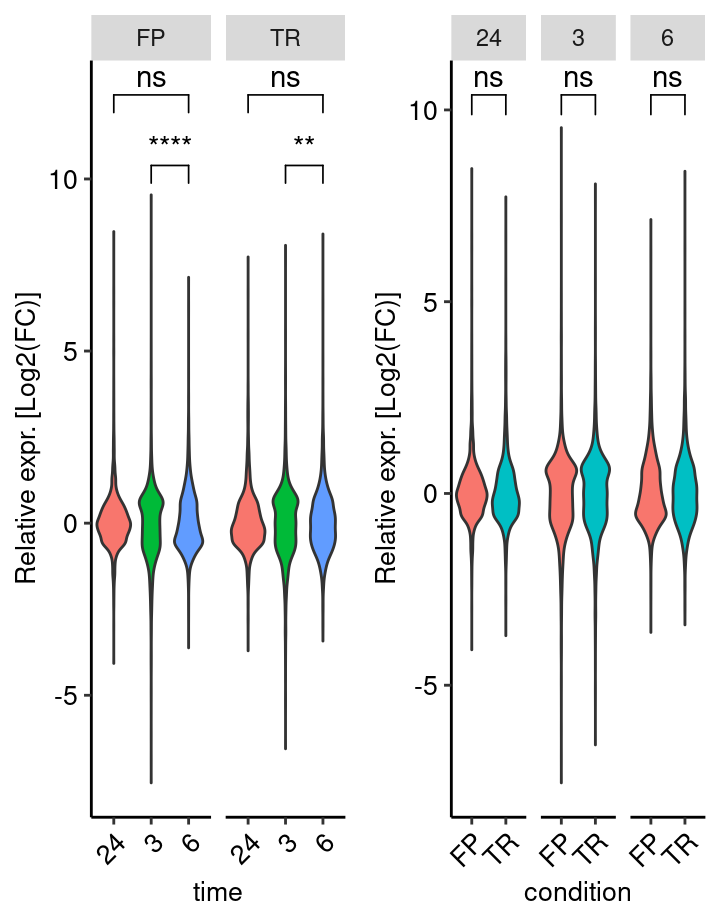 FP TR
ns ns
**** **
10
5
0
-5
Relative expr. [Log2(FC)]
24 3 6 24 3 6
time
24 3 6
ns ns ns
10
5
0
-5
Relative expr. [Log2(FC)]
FP TR FP TR FP TR
condition